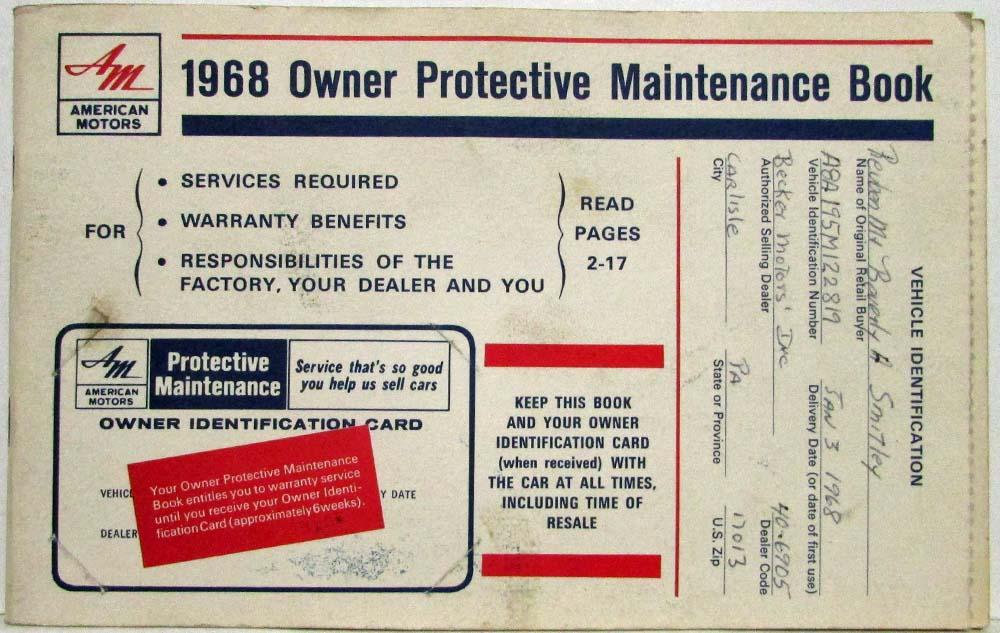 AM
AMERICAN
MOTORS
1968 Owner Protective Maintenance Book
FOR
• SERVICES REQUIRED
• WARRANTY BENEFITS
• RESPONSIBILITIES OF THE
FACTORY, YOUR DEALER AND YOU
READ
PAGES
2-17
AM
AMERICAN
MOTORS
Protective
Maintenance
Service that's so good
you help us sell cars
OWNER IDENTIFICATION CARD
VEHIC
Y DATE
DEALER
Your Owner Protective Maintenance
Book entitles you to warranty service
until you receive your Owner Identi-
fication Card (approximately 6 weeks).
KEEP THIS BOOK
AND YOUR OWNER
IDENTIFICATION CARD
(when received) WITH
THE CAR AT ALL TIMES,
INCLUDING TIME OF
RESALE
VEHICLE IDENTIFICATION
Smitley
Name of Original Retail Buyer
A8A195M122819 JAN 3 1968
Vehicle Identification Number Delivery Date (or date of first use)
Becker Motors' Inc 40-6905
Authorized Selling Dealer Dealer Code
CARlisle PA 17013
City State or Province U.S. Zip